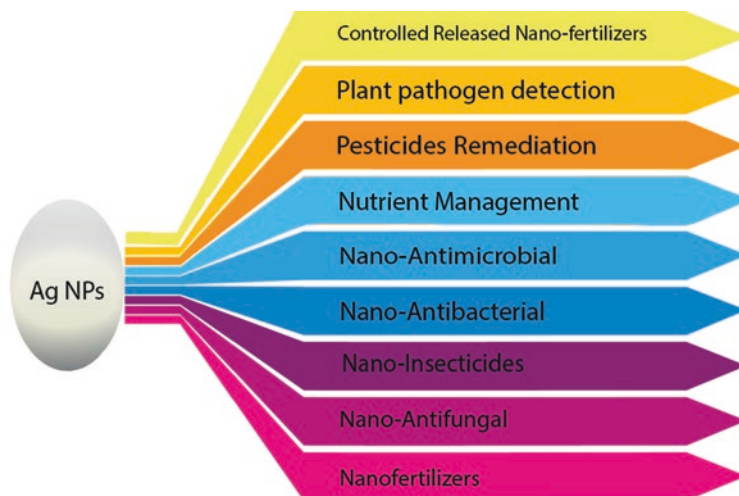 Controlled Released Nano-fertilizers
Plant pathogen detection
Pesticides Remediation
Nutrient Management
Nano-Antimicrobial
Ag NPs
Nano-Antibacterial
Nano-Insecticides
Nano-Antifungal
Nanofertilizers